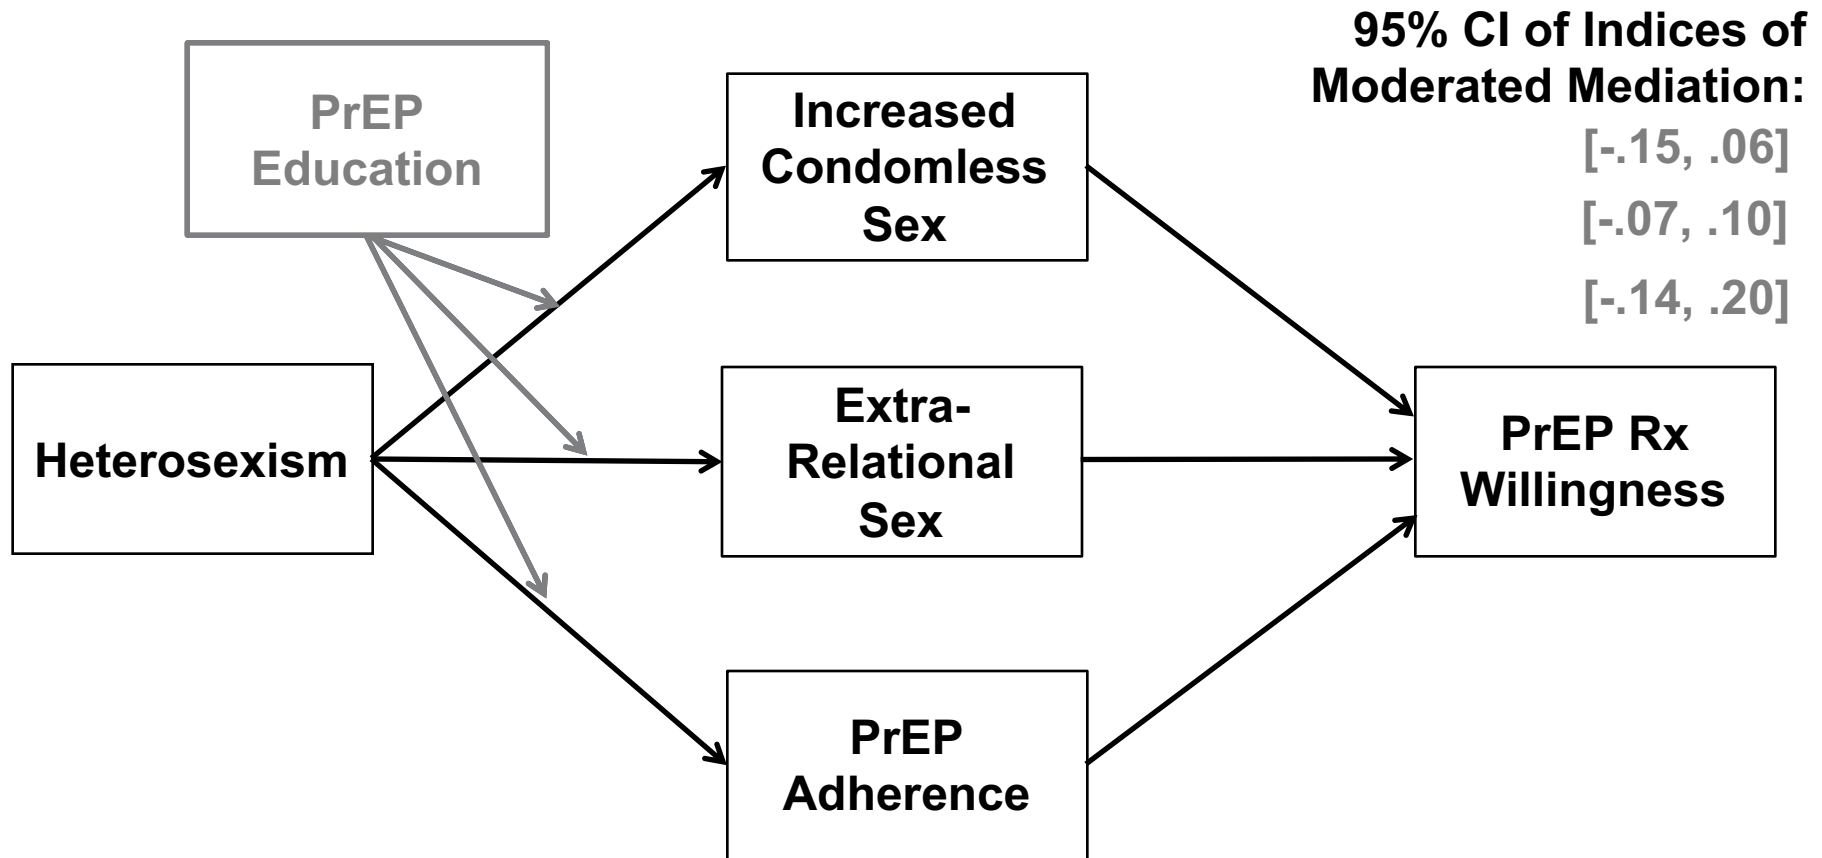 95% CI of Indices of
Moderated Mediation:
[-.15, .06]
[-.07, .10]
[-.14, .20]
PrEP
Education
Increased
Condomless
Sex
Heterosexism
Extra-
Relational
Sex
PrEP Rx
Willingness
PrEP
Adherence